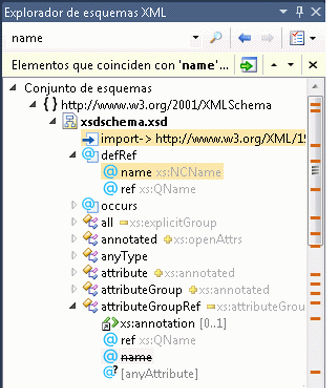 Explorador de esquemas XML
name
Elementos que coinciden con 'name'...
Conjunto de esquemas
{ } http://www.w3.org/2001/XMLSchema
xsdschema.xsd
import-> http://www.w3.org/XML/19
defRef
name xs:NCName
ref xs:QName
occurs
all xs:explicitGroup
annotated xs:openAttrs
anyType
attribute xs:annotated
attributeGroup xs:annotated
attributeGroupRef xs:attributeGrou
xs:annotation [0..1]
ref xs:QName
name
[anyAttribute]